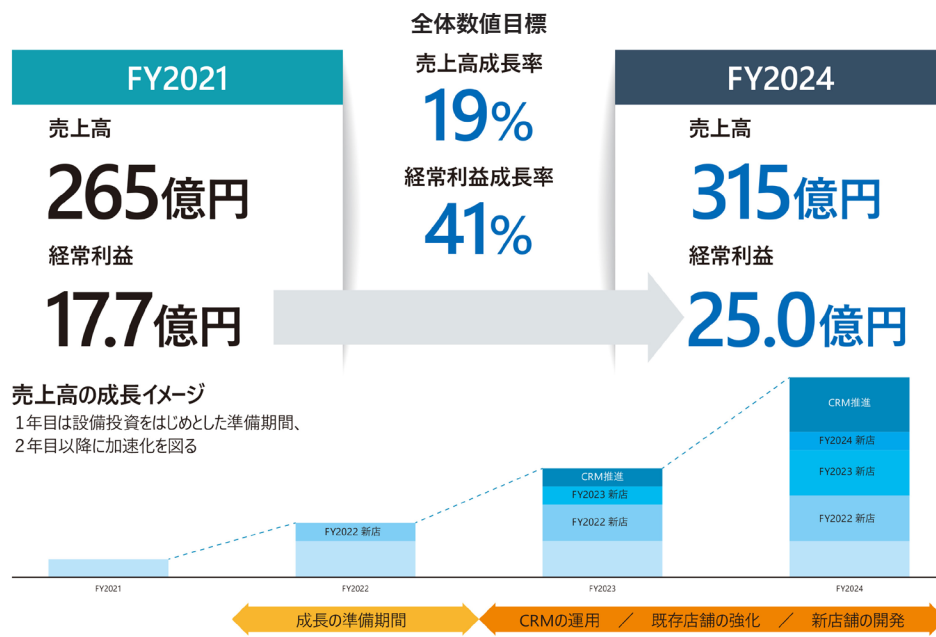 全体数値目標
FY2021
売上高
265億円
経常利益
17.7億円
売上高成長率
19%
経常利益成長率
41%
FY2024
売上高
315億円
経常利益
25.0億円
売上高の成長イメージ
1年目は設備投資をはじめとした準備期間、
2年目以降に加速化を図る
FY2022 新店
CRM推進
FY2023 新店
FY2022 新店
CRM推進
FY2024 新店
FY2023 新店
FY2022 新店
FY2021
FY2022
FY2023
FY2024
成長の準備期間
CRMの運用 ／ 既存店舗の強化 ／ 新店舗の開発